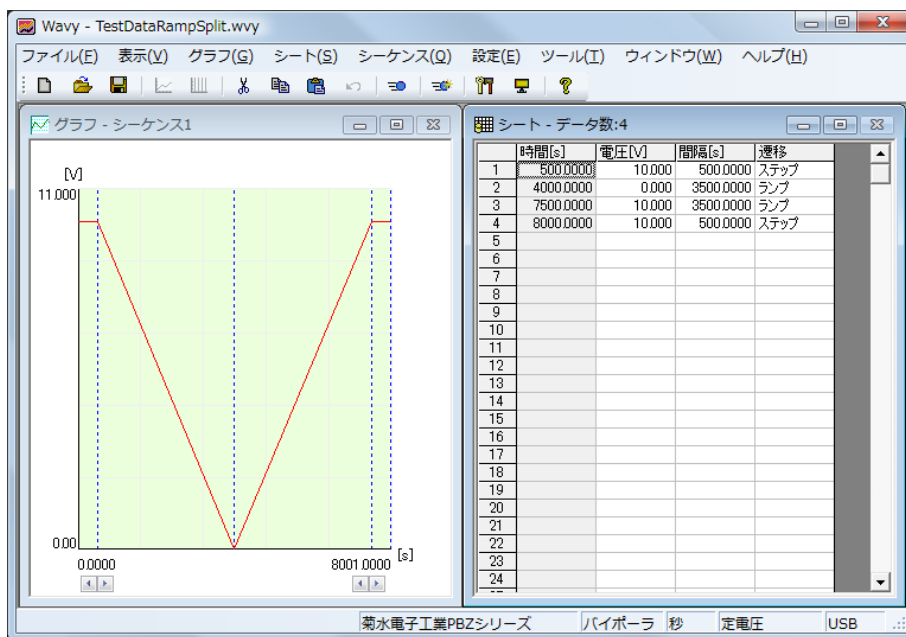 Wavy - TestDataRampSplit.wvy
ファイル(F) 表示(V) グラフ(G) シート(S) シーケンス(Q) 設定(E) ツール(T) ウィンドウ(W) ヘルプ(H)
グラフ - シーケンス1
[V]
11.000
0.00
0.0000
8001.0000
[s]
シート - データ数:4
時間[s] 電圧[V] 間隔[s] 遷移
1 500.0000 10.000 500.0000 ステップ
2 4000.0000 0.000 3500.0000 ランプ
3 7500.0000 10.000 3500.0000 ランプ
4 8000.0000 10.000 500.0000 ステップ
5
6
7
8
9
10
11
12
13
14
15
16
17
18
19
20
21
22
23
24
菊水電子工業PBZシリーズ バイポーラ 秒 定電圧 USB